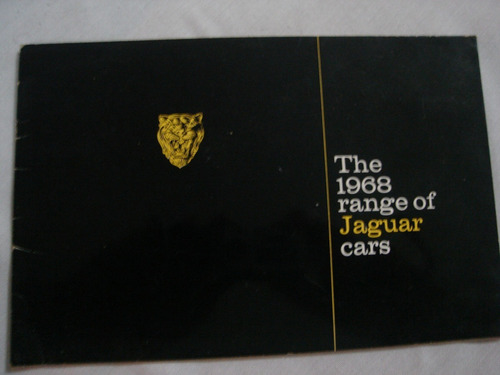 The
1968
range of
Jaguar
cars